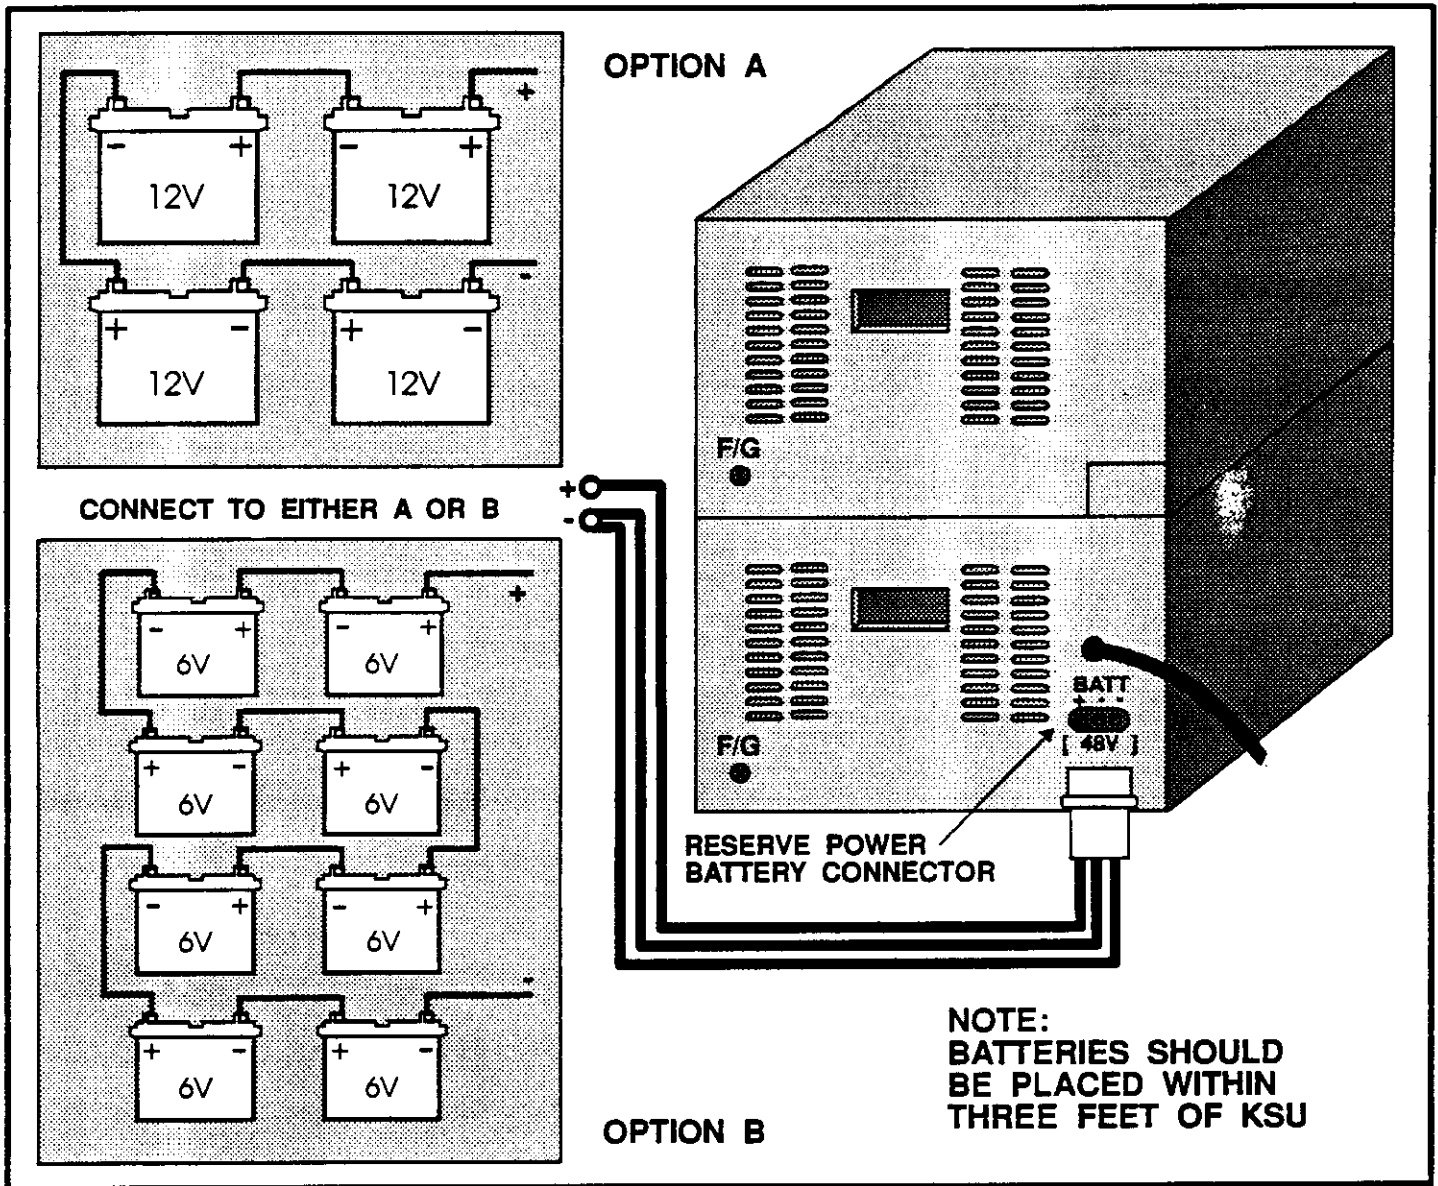 OPTION A
+
- + - +
12V 12V
-
+ - + -
12V 12V
CONNECT TO EITHER A OR B
+
-
+
- + - +
6V 6V
+ - + -
6V 6V
- + - +
6V 6V
-
+ - + -
6V 6V
OPTION B
F/G
F/G
BATT
+ - -
[ 48V ]
RESERVE POWER
BATTERY CONNECTOR
NOTE:
BATTERIES SHOULD
BE PLACED WITHIN
THREE FEET OF KSU